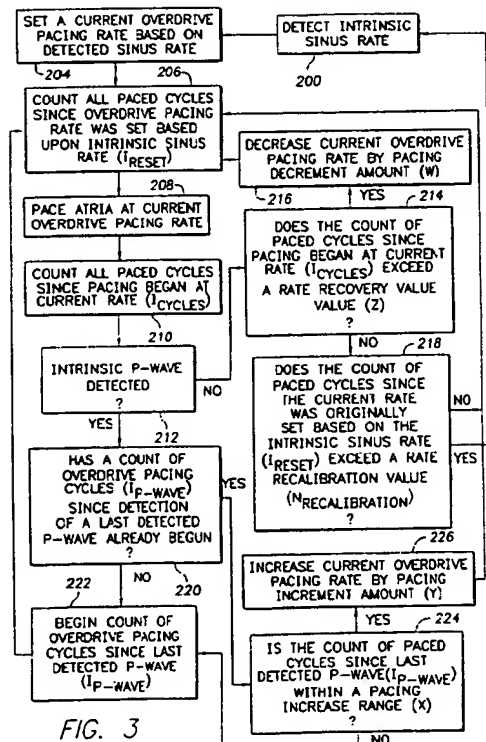 SET A CURRENT OVERDRIVE
PACING RATE BASED ON
DETECTED SINUS RATE
204
DETECT INTRINSIC
SINUS RATE
200
206
COUNT ALL PACED CYCLES
SINCE OVERDRIVE PACING
RATE WAS SET BASED
UPON INTRINSIC SINUS
RATE (IRESET)
208
PACE ATRIA AT CURRENT
OVERDRIVE PACING RATE
COUNT ALL PACED CYCLES
SINCE PACING BEGAN AT
CURRENT RATE (ICYCLES)
210
INTRINSIC P-WAVE
DETECTED
?
NO
YES
212
HAS A COUNT OF
OVERDRIVE PACING
CYCLES (IP-WAVE)
SINCE DETECTION
OF A LAST DETECTED
P-WAVE ALREADY BEGUN
?
YES
NO
220
222
BEGIN COUNT OF
OVERDRIVE PACING
CYCLES SINCE LAST
DETECTED P-WAVE
(IP-WAVE)
DECREASE CURRENT OVERDRIVE
PACING RATE BY PACING
DECREMENT AMOUNT (W)
216
YES
214
DOES THE COUNT OF
PACED CYCLES SINCE
PACING BEGAN AT CURRENT
RATE (ICYCLES) EXCEED
A RATE RECOVERY VALUE
VALUE (Z)
?
NO
218
DOES THE COUNT OF
PACED CYCLES SINCE
THE CURRENT RATE
WAS ORIGINALLY
SET BASED ON THE
INTRINSIC SINUS RATE
(IRESET) EXCEED A RATE
RECALIBRATION VALUE
(NRECALIBRATION)
?
NO
YES
226
INCREASE CURRENT OVERDRIVE
PACING RATE BY PACING
INCREMENT AMOUNT (Y)
YES
224
IS THE COUNT OF PACED
CYCLES SINCE LAST
DETECTED P-WAVE(IP-WAVE)
WITHIN A PACING
INCREASE RANGE (X)
?
NO
FIG. 3